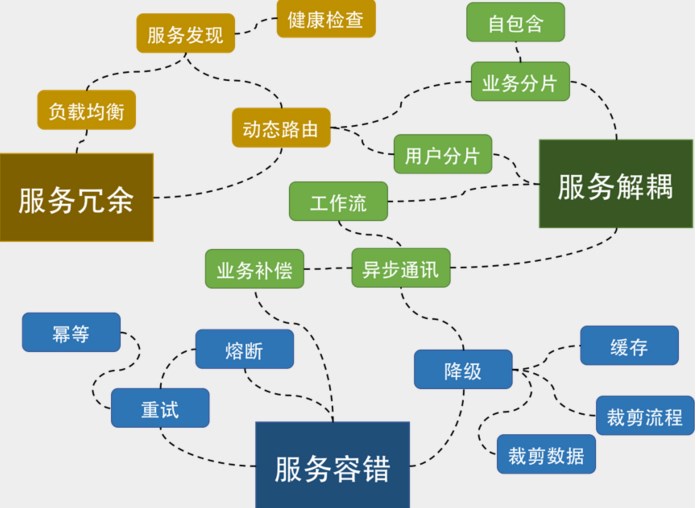 健康检查
服务发现
自包含
业务分片
负载均衡
动态路由
用户分片
服务冗余
工作流
服务解耦
业务补偿
异步通讯
幂等
熔断
缓存
降级
重试
裁剪流程
裁剪数据
服务容错